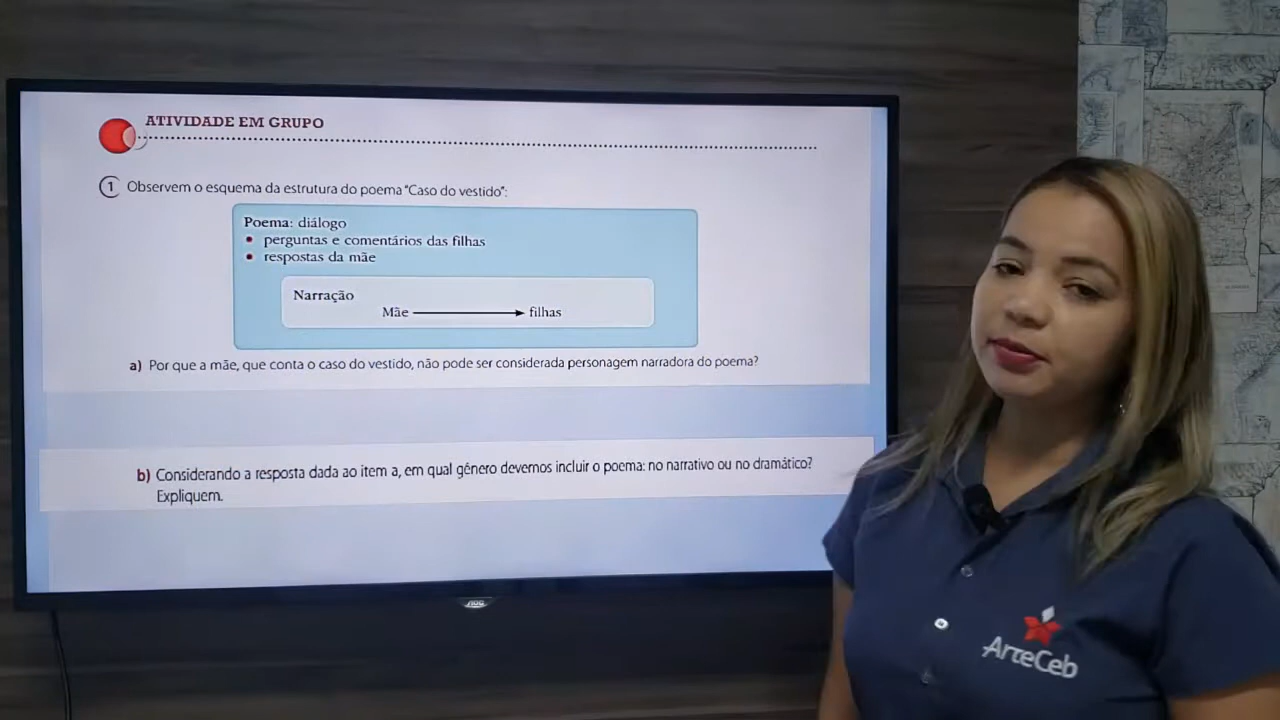 ATIVIDADE EM GRUPO
1 Observem o esquema da estrutura do poema "Caso do vestido":
Poema: diálogo
• perguntas e comentários das filhas
• respostas da mãe
Narração
Mãe filhas
a) Por que a mãe, que conta o caso do vestido, não pode ser considerada personagem narradora do poema?
b) Considerando a resposta dada ao item a, em qual gênero devemos incluir o poema: no narrativo ou no dramático?
Expliquem.
AOC
ArteCeb